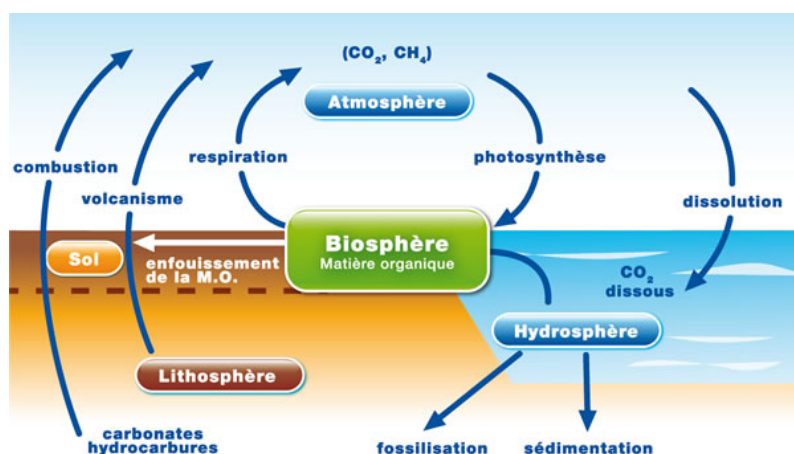 (CO₂, CH₄)
Atmosphère
combustion
respiration
photosynthèse
volcanisme
dissolution
Biosphère
Matière organique
Sol
enfouissement
de la M.O.
CO₂
dissous
Hydrosphère
Lithosphère
carbonates
hydrocarbures
fossilisation
sédimentation